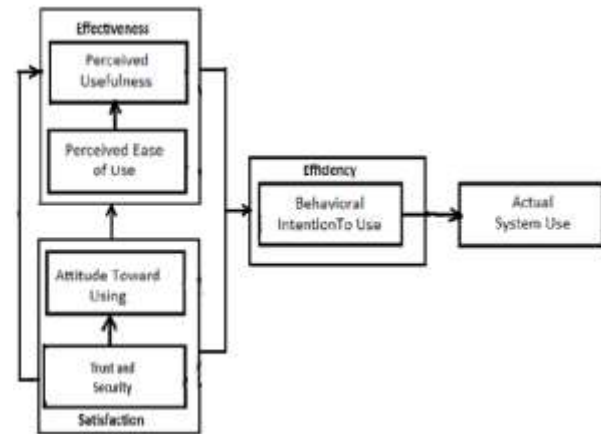 Effectiveness
Perceived
Usefulness
Perceived Ease
of Use
Efficiency
Behavioral
IntentionTo Use
Actual
System Use
Attitude Toward
Using
Trust and
Security
Satisfaction